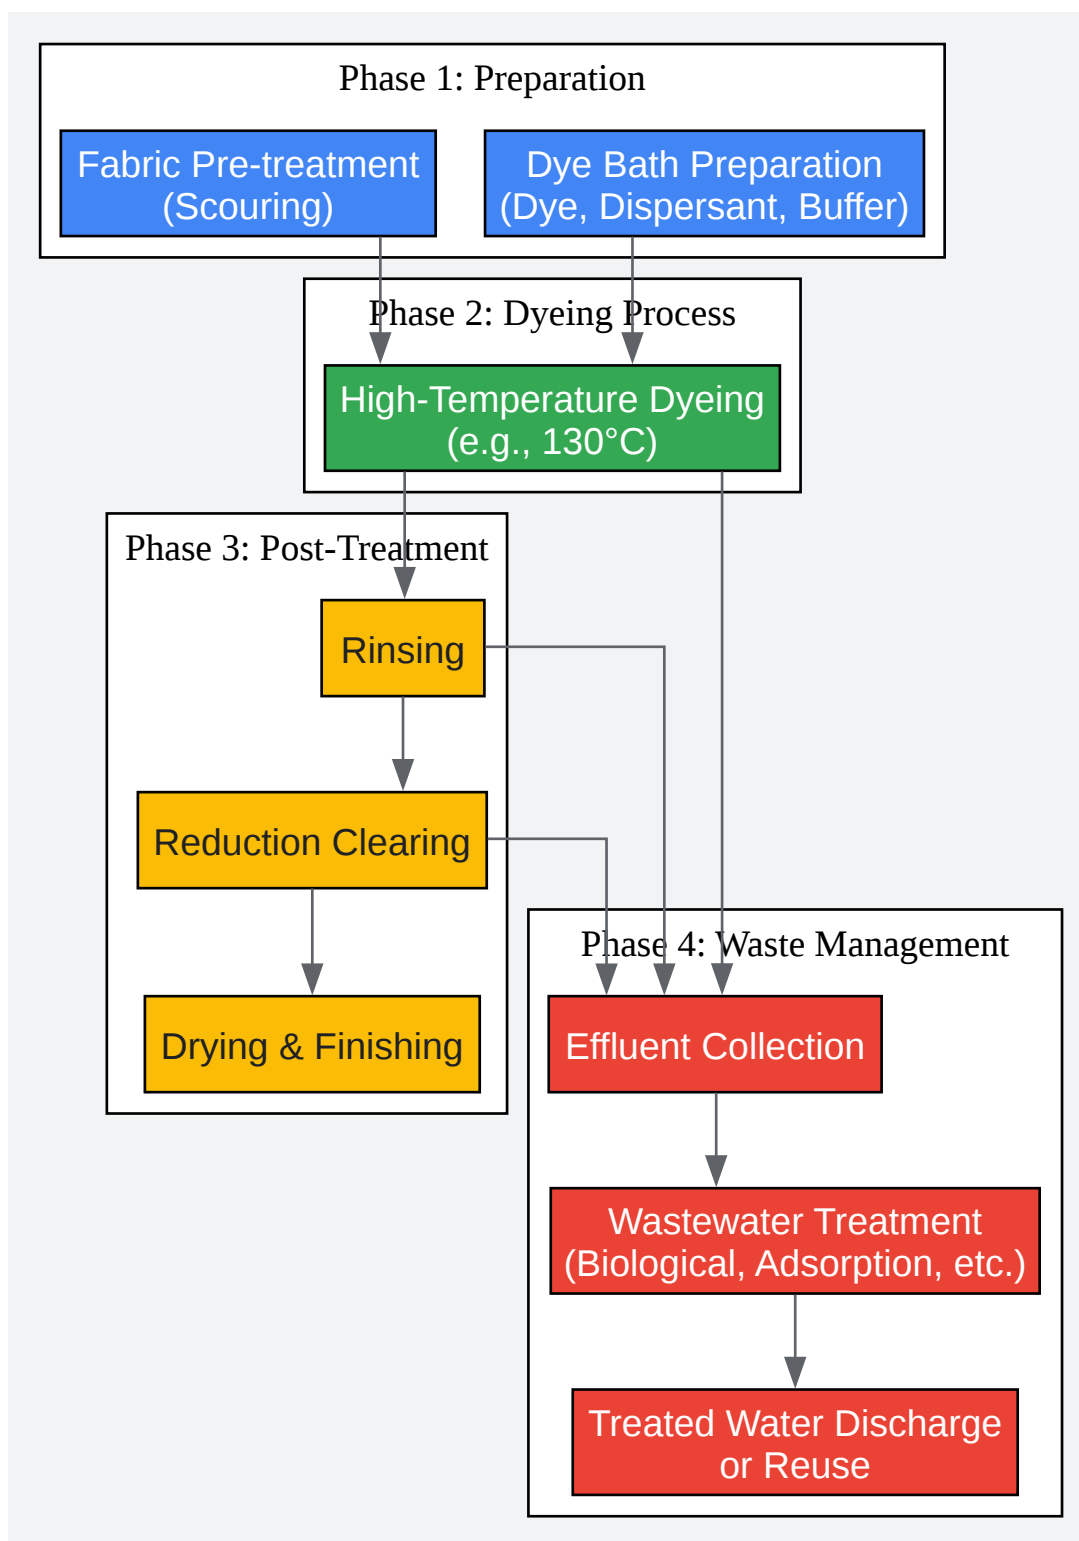 Phase 1: Preparation
Fabric Pre-treatment
(Scouring)
Dye Bath Preparation
(Dye, Dispersant, Buffer)
Phase 2: Dyeing Process
High-Temperature Dyeing
(e.g., 130°C)
Phase 3: Post-Treatment
Rinsing
Reduction Clearing
Drying & Finishing
Phase 4: Waste Management
Effluent Collection
Wastewater Treatment
(Biological, Adsorption, etc.)
Treated Water Discharge
or Reuse